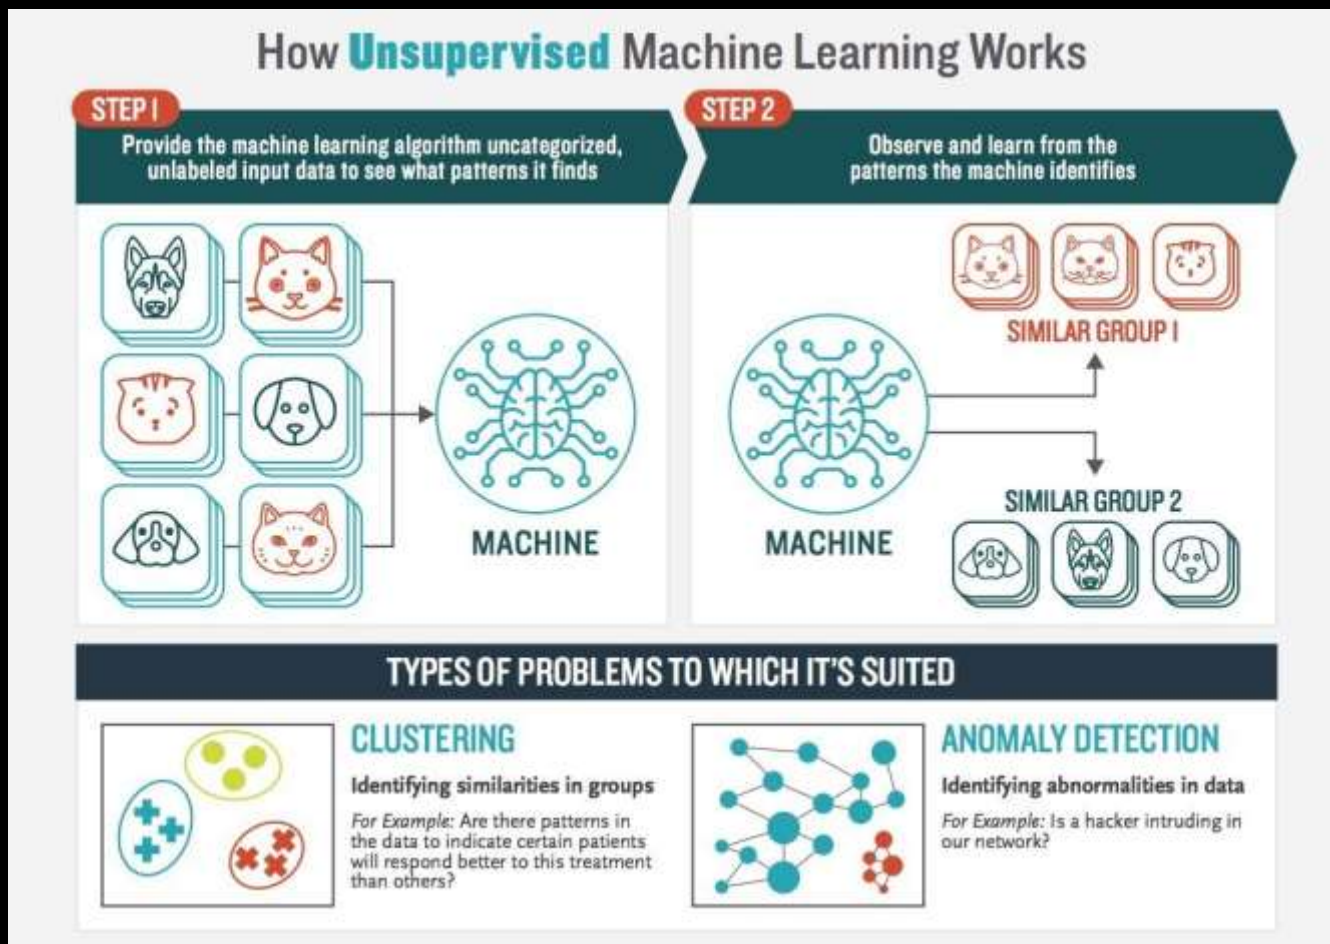 How Unsupervised Machine Learning Works
STEP 1
Provide the machine learning algorithm uncategorized,
unlabeled input data to see what patterns it finds
MACHINE
STEP 2
Observe and learn from the
patterns the machine identifies
SIMILAR GROUP 1
MACHINE
SIMILAR GROUP 2
TYPES OF PROBLEMS TO WHICH IT'S SUITED
CLUSTERING
Identifying similarities in groups
For Example: Are there patterns in
the data to indicate certain patients
will respond better to this treatment
than others?
ANOMALY DETECTION
Identifying abnormalities in data
For Example: Is a hacker intruding in
our network?